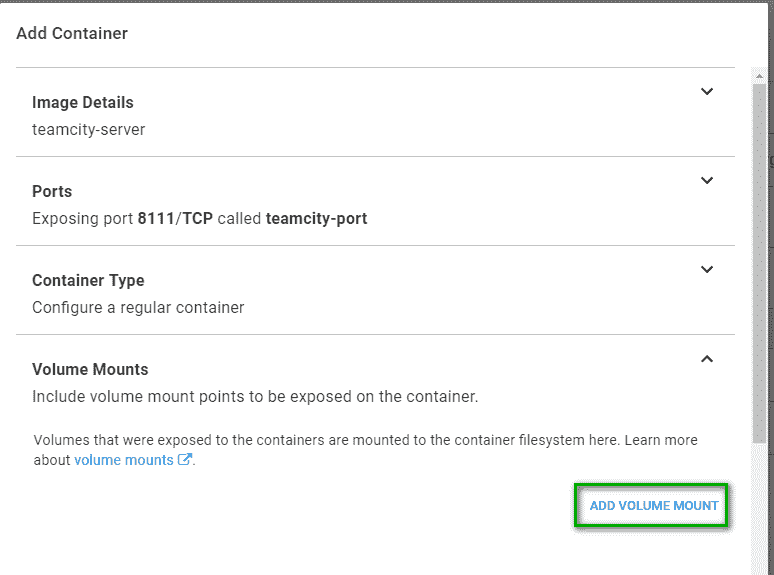 Add Container
Image Details
teamcity-server
Ports
Exposing port 8111/TCP called teamcity-port
Container Type
Configure a regular container
Volume Mounts
Include volume mount points to be exposed on the container.
Volumes that were exposed to the containers are mounted to the container filesystem here. Learn more
about volume mounts.
ADD VOLUME MOUNT